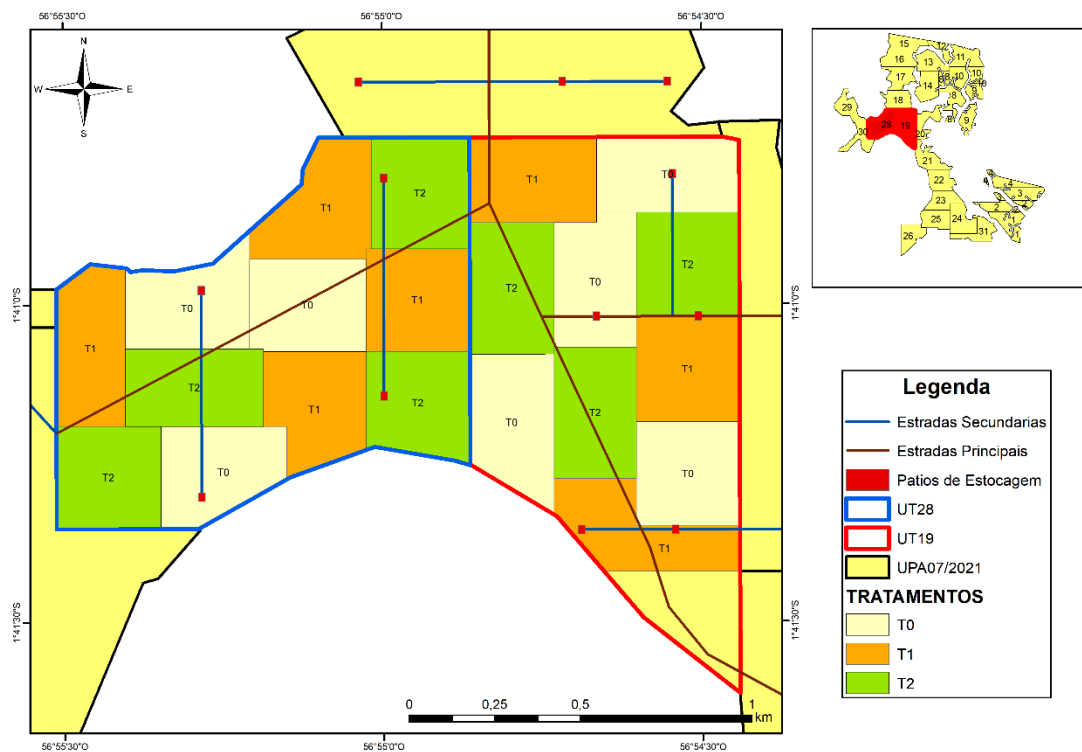 56°55'30"O 56°55'0"O 56°54'30"O
N
W E
S
1°41'0"S
1°41'30"S
T1
T2
T1
T0
T1
T0
T0
T0
T2
T2
T1
T1
T2
T1
T2
T0
T2
T0
T2
T0
T1
1°41'0"S
1°41'30"S
0 0,25 0,5 1
km
56°55'30"O 56°55'0"O 56°54'30"O
15
12
11
16
13
10
17
14
18
29
28
19
30
20
9
21
22
23
25
24
26
31
3
2
1
Legenda
Estradas Secundarias
Estradas Principais
Patios de Estocagem
UT28
UT19
UPA07/2021
TRATAMENTOS
T0
T1
T2